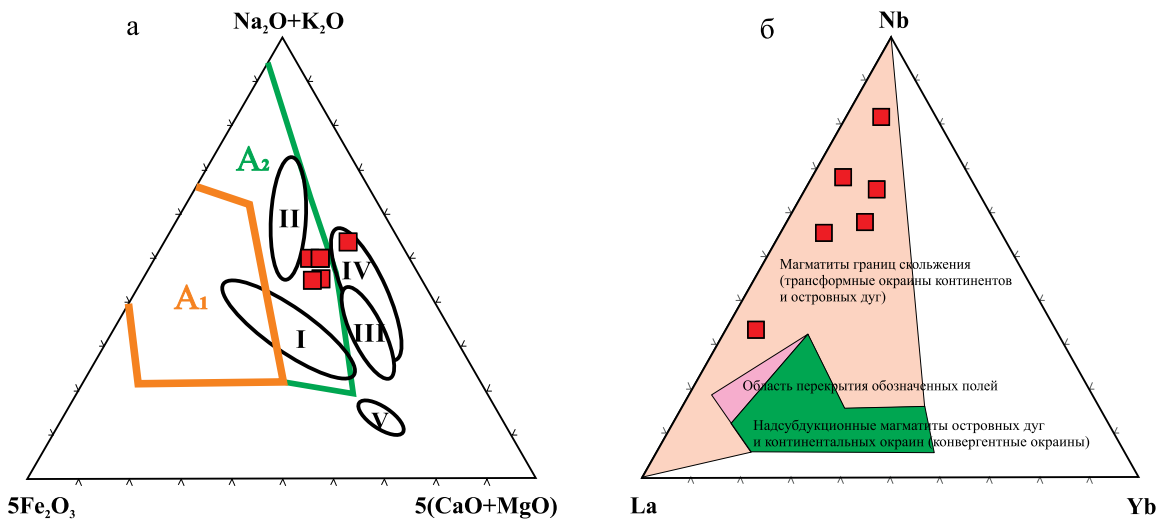 а
Na₂O+K₂O
A₂
II
IV
A₁
I
III
V
5Fe₂O₃
5(CaO+MgO)
б
Nb
Магматиты границ скольжения
(трансформные окраины континентов
и островных дуг)
Область перекрытия обозначенных полей
Надсубдукционные магматиты островных дуг
и континентальных окраин (конвергентные окраины)
La
Yb